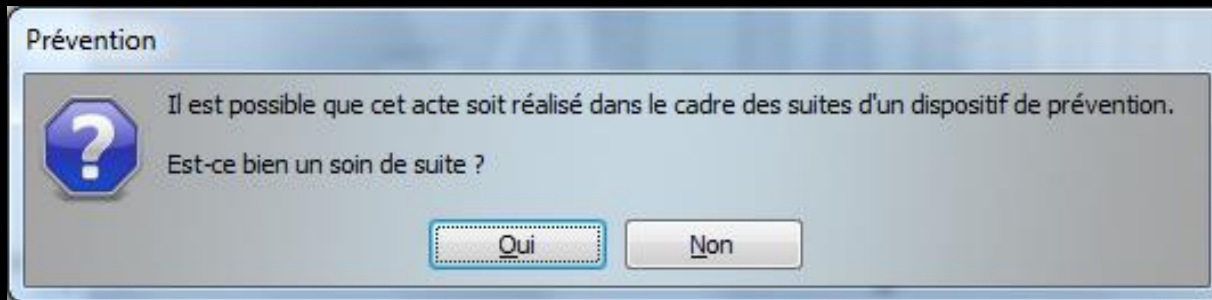 Prévention
Il est possible que cet acte soit réalisé dans le cadre des suites d'un dispositif de prévention.
Est-ce bien un soin de suite ?
Oui Non